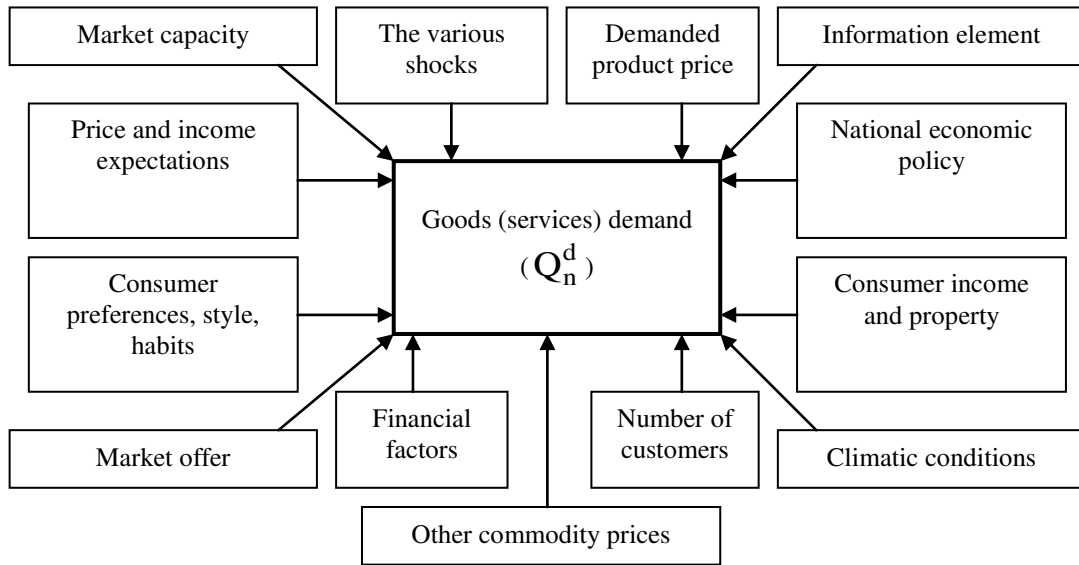 Market capacity
The various
shocks
Demanded
product price
Information element
Price and income
expectations
National economic
policy
Goods (services) demand
( Q_n^d )
Consumer
preferences, style,
habits
Consumer income
and property
Market offer
Financial
factors
Number of
customers
Climatic conditions
Other commodity prices